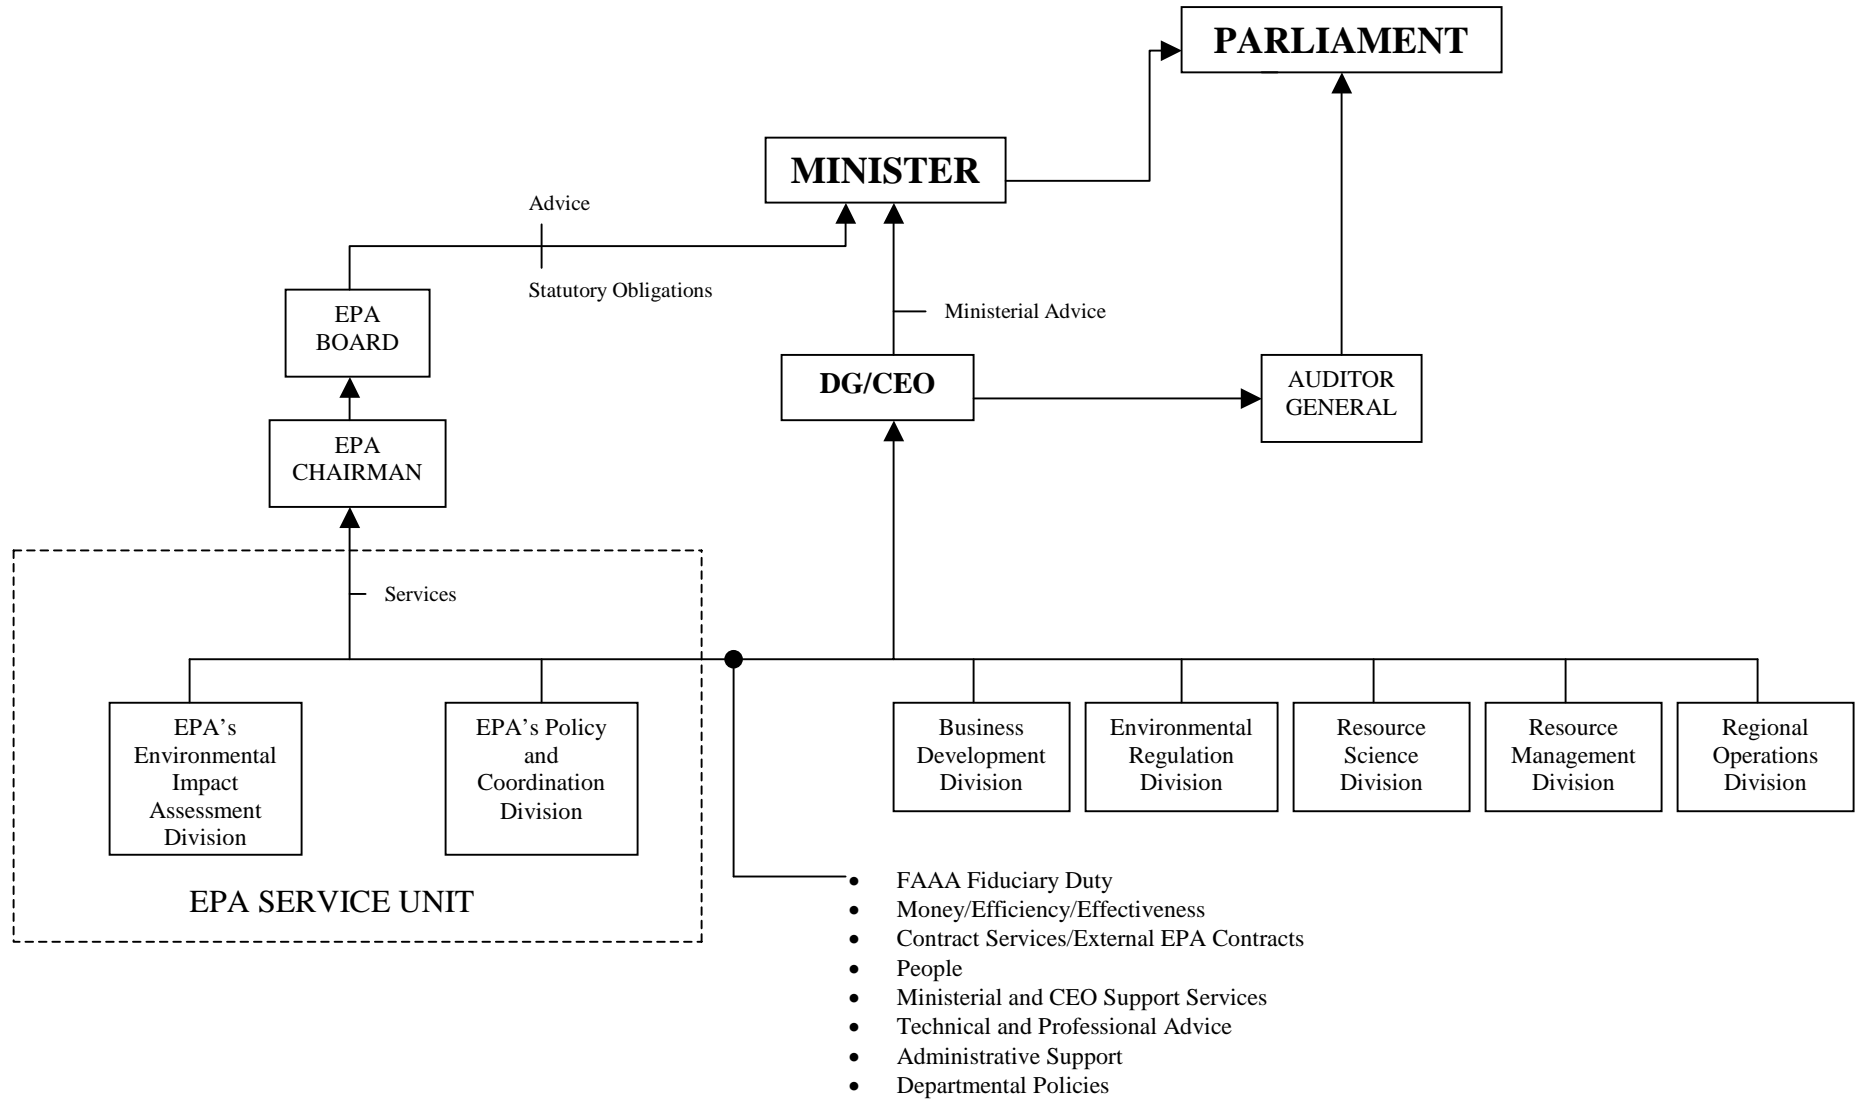 PARLIAMENT
MINISTER
Advice
Statutory Obligations
EPA
BOARD
Ministerial Advice
DG/CEO
AUDITOR
GENERAL
EPA
CHAIRMAN
Services
EPA’s
Environmental
Impact
Assessment
Division
EPA’s Policy
and
Coordination
Division
Business
Development
Division
Environmental
Regulation
Division
Resource
Science
Division
Resource
Management
Division
Regional
Operations
Division
EPA SERVICE UNIT
• FAAA Fiduciary Duty
• Money/Efficiency/Effectiveness
• Contract Services/External EPA Contracts
• People
• Ministerial and CEO Support Services
• Technical and Professional Advice
• Administrative Support
• Departmental Policies